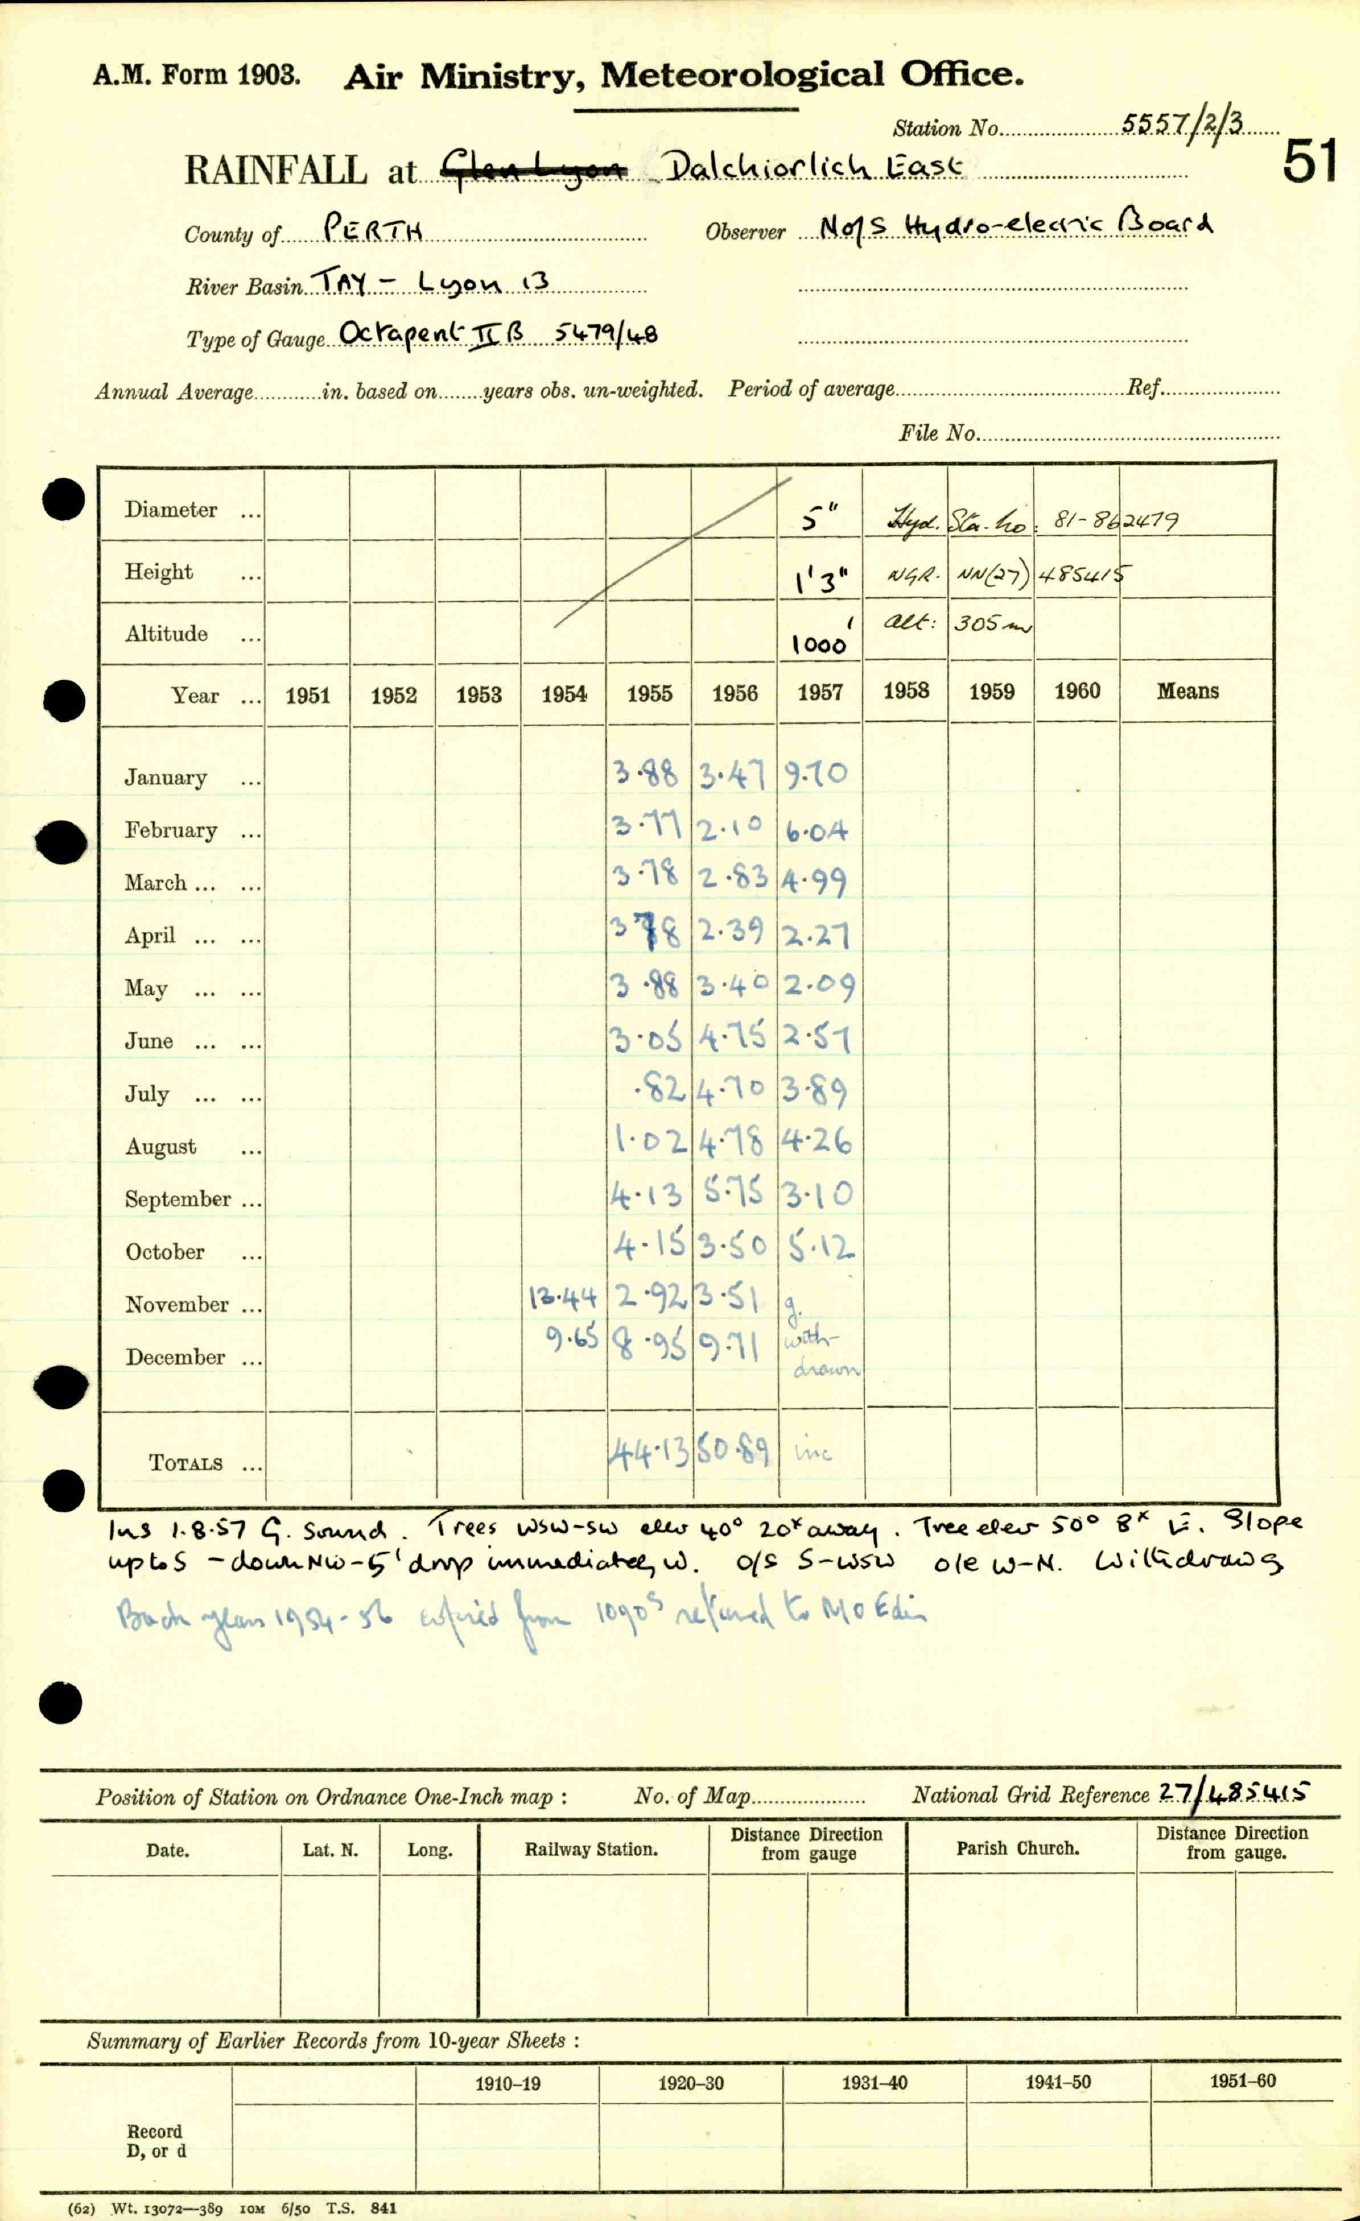 A.M. Form 1903. Air Ministry, Meteorological Office.
Station No. 5557/2/3
51
RAINFALL at Glen Lyon Dalchiorlich East
County of PERTH Observer NofS Hydro-electric Board
River Basin TAY - Lyon 13
Type of Gauge Octapent II B 5479/48
Annual Average in. based on years obs. un-weighted. Period of average Ref.
File No.
Diameter ... 5" Hyd. Sta. no: 81-862479
Height ... 1'3" NGR. NN(27) 485415
Altitude ... 1000' alt: 305m
Year ... 1951 1952 1953 1954 1955 1956 1957 1958 1959 1960 Means
January ... 3.88 3.47 9.70
February ... 3.77 2.10 6.04
March ... ... 3.78 2.83 4.99
April ... ... 3.78 2.39 2.27
May ... ... 3.88 3.40 2.09
June ... ... 3.05 4.75 2.57
July ... ... .82 4.70 3.89
August ... 1.02 4.78 4.26
September ... 4.13 5.75 3.10
October ... 4.15 3.50 5.12
November ... 13.44 2.92 3.51 g.
December ... 9.65 8.95 9.71 with-
drawn
TOTALS ... 44.13 50.89 inc
Ins 1.8.57 G. Sound. Trees WSW-SW elev 40° 20x away. Tree elev 50° 8x E. Slope
up to S - down NW - 5' drop immediately W. o/s S-WSW o/e W-N. Withdrawg
Back years 1954-56 copied from 1090s returned to MO Edin
Position of Station on Ordnance One-Inch map : No. of Map National Grid Reference 27/485415
Date. Lat. N. Long. Railway Station. Distance Direction from gauge Parish Church. Distance Direction from gauge.
Summary of Earlier Records from 10-year Sheets :
1910–19 1920–30 1931–40 1941–50 1951–60
Record
D, or d
(62) Wt. 13072—389 10M 6/50 T.S. 841